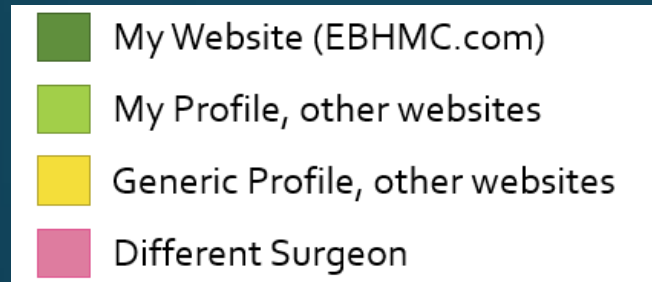 My Website (EBHMC.com)
My Profile, other websites
Generic Profile, other websites
Different Surgeon